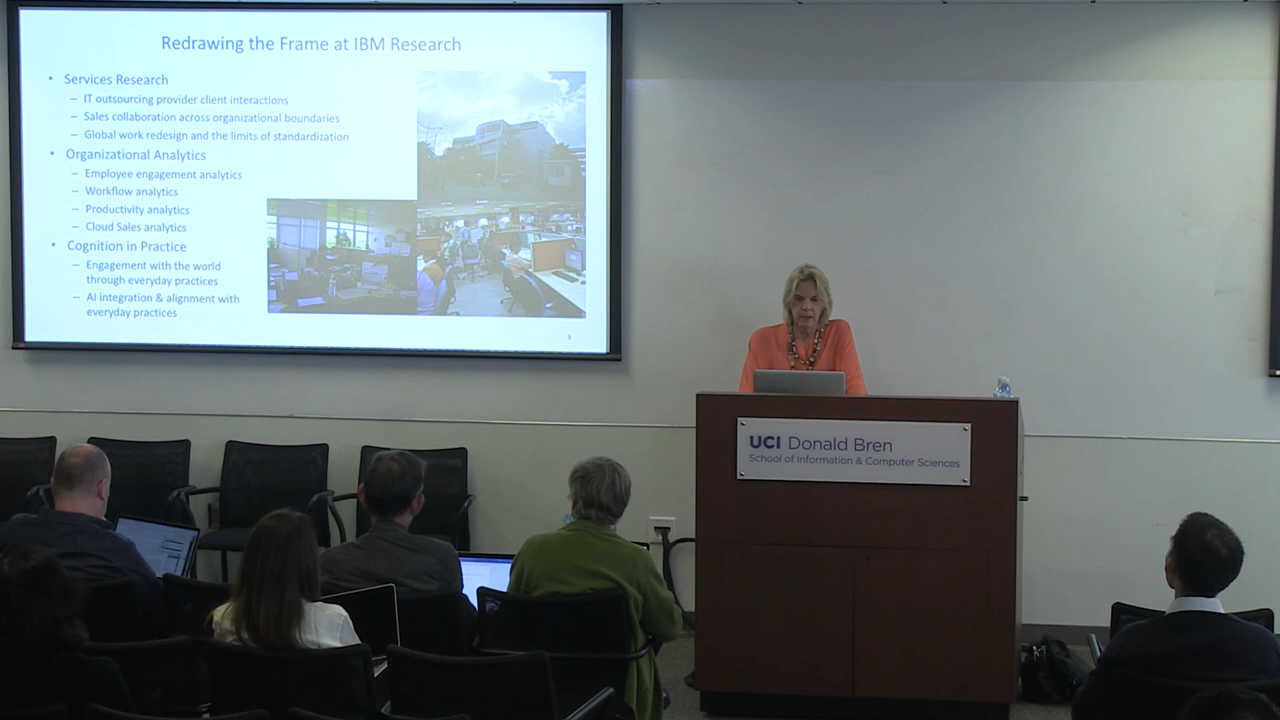 Redrawing the Frame at IBM Research
• Services Research
– IT outsourcing provider client interactions
– Sales collaboration across organizational boundaries
– Global work redesign and the limits of standardization
• Organizational Analytics
– Employee engagement analytics
– Workflow analytics
– Productivity analytics
– Cloud Sales analytics
• Cognition in Practice
– Engagement with the world
through everyday practices
– AI integration & alignment with
everyday practices
8
UCI Donald Bren
School of Information & Computer Sciences